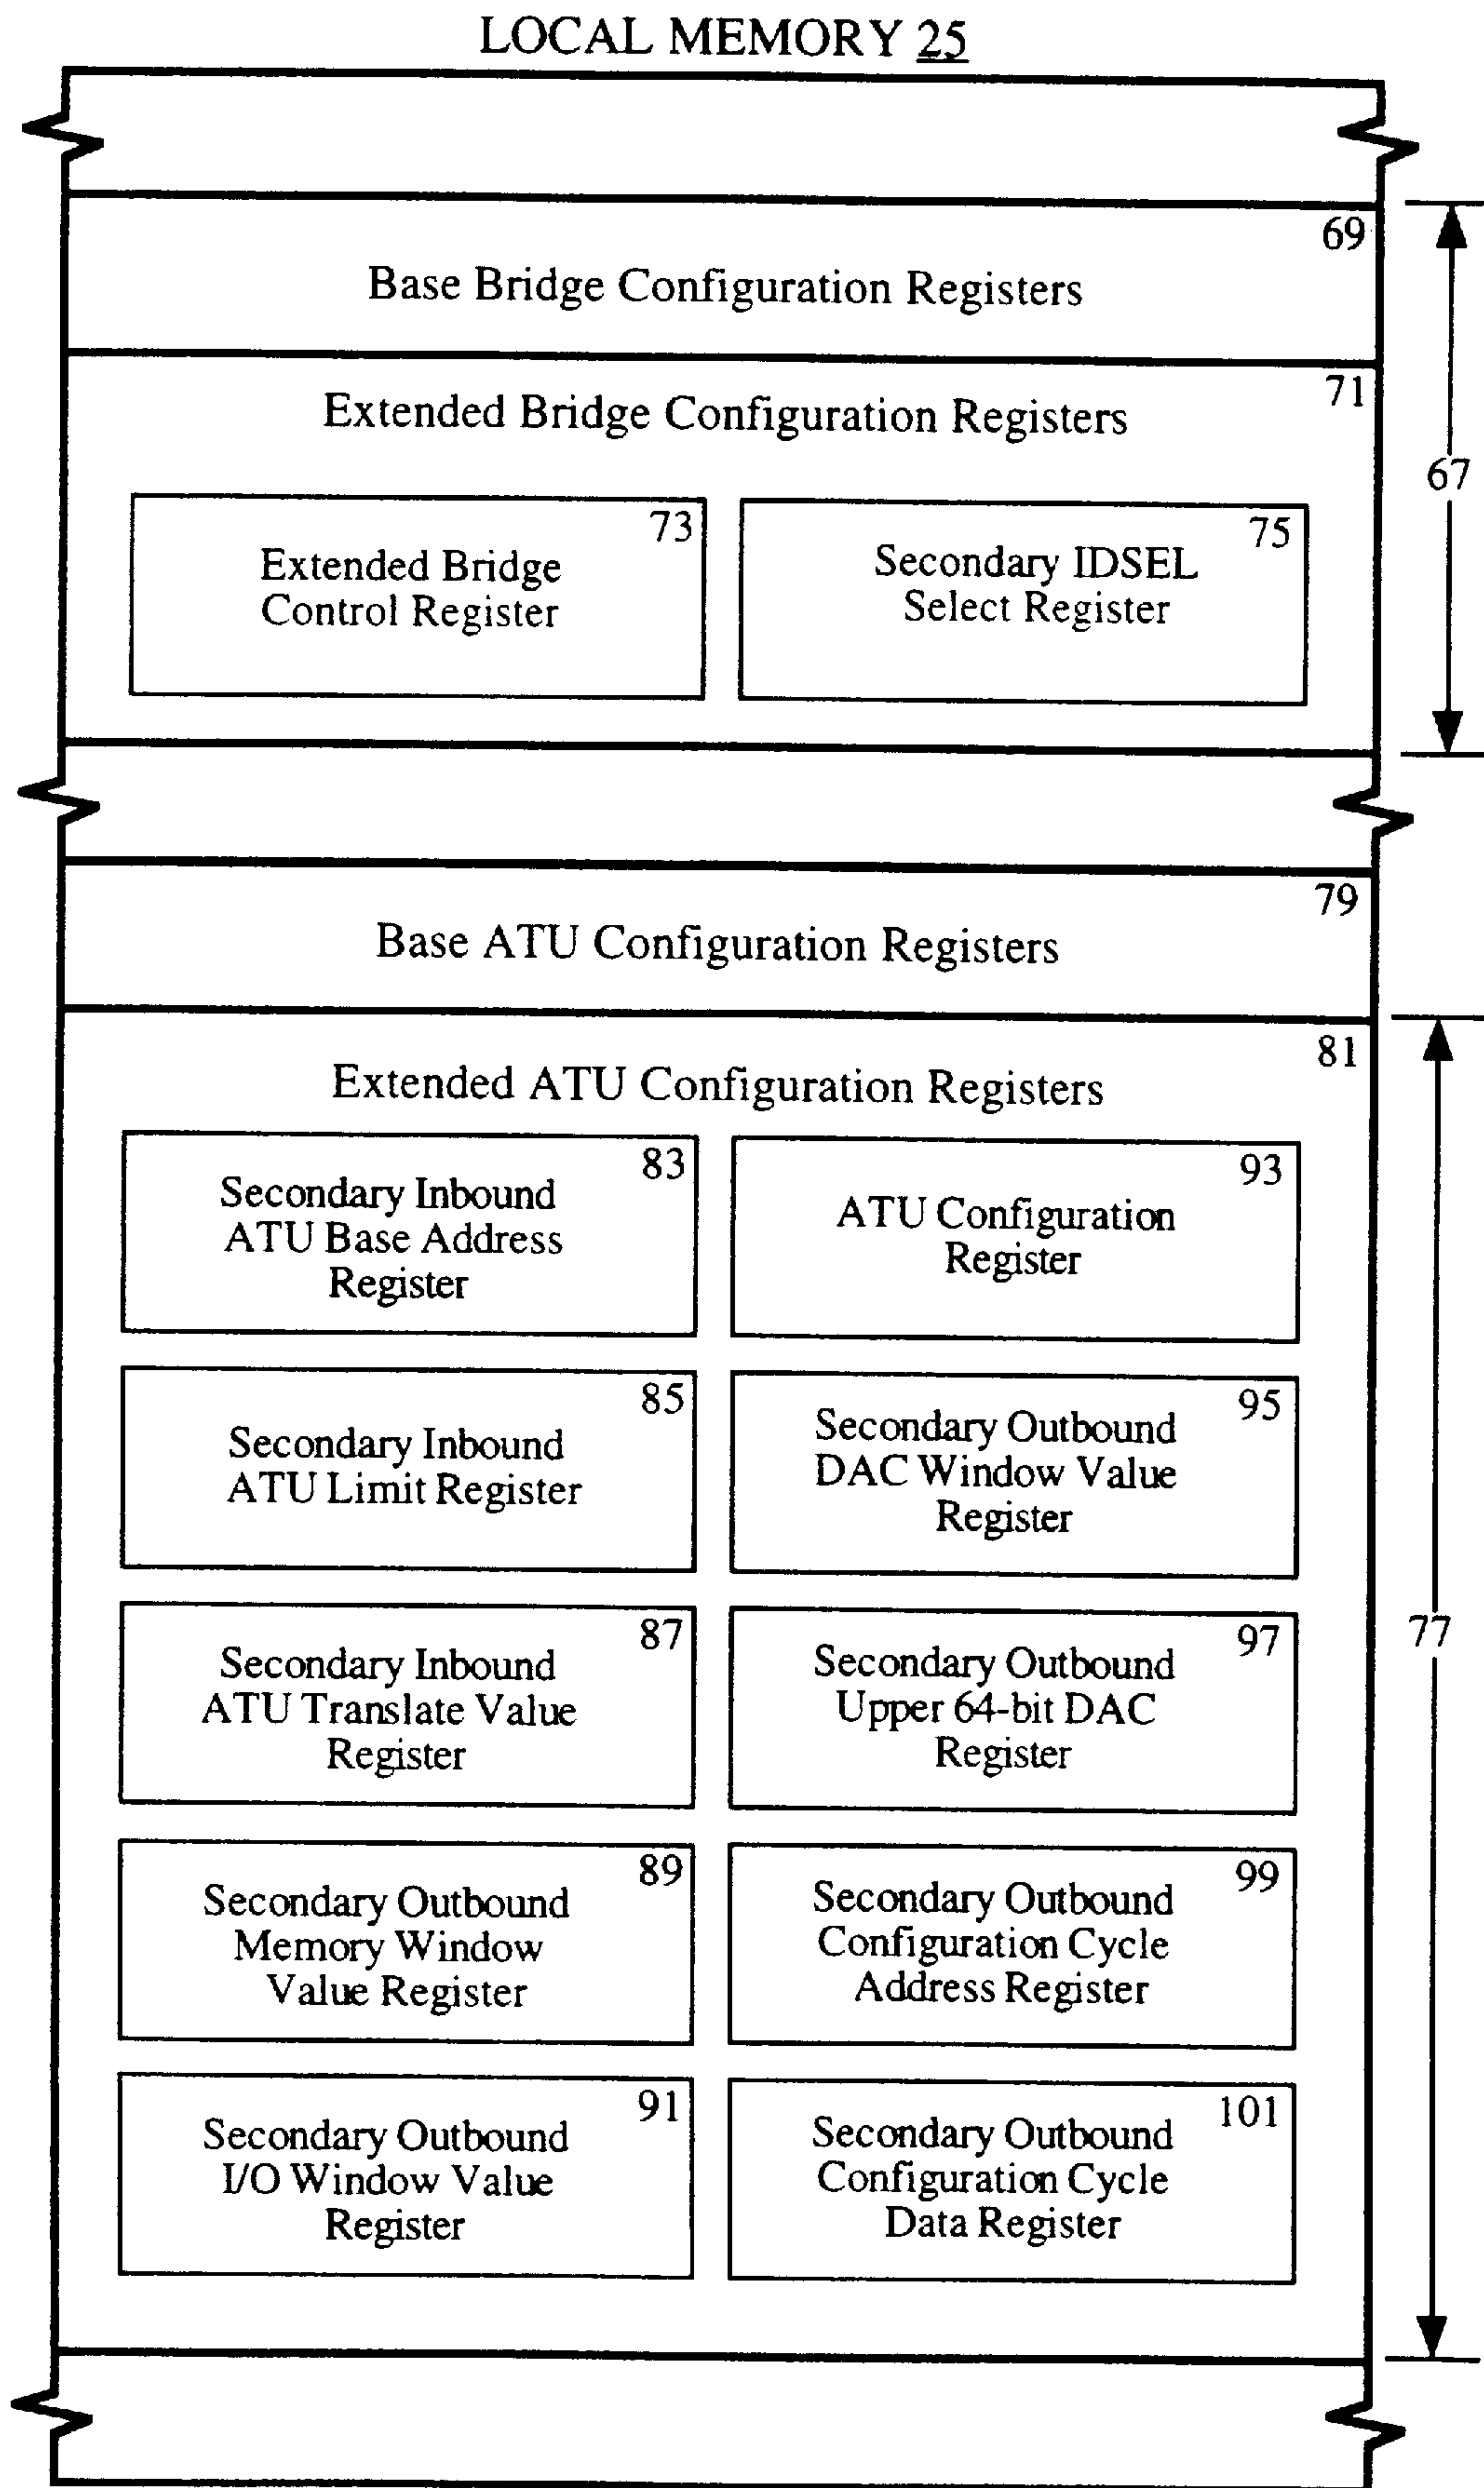 LOCAL MEMORY 25
69
Base Bridge Configuration Registers
71
Extended Bridge Configuration Registers
67
73
Extended Bridge
Control Register
75
Secondary IDSEL
Select Register
79
Base ATU Configuration Registers
81
Extended ATU Configuration Registers
83
Secondary Inbound
ATU Base Address
Register
93
ATU Configuration
Register
85
Secondary Inbound
ATU Limit Register
95
Secondary Outbound
DAC Window Value
Register
87
Secondary Inbound
ATU Translate Value
Register
97
Secondary Outbound
Upper 64-bit DAC
Register
77
89
Secondary Outbound
Memory Window
Value Register
99
Secondary Outbound
Configuration Cycle
Address Register
91
Secondary Outbound
I/O Window Value
Register
101
Secondary Outbound
Configuration Cycle
Data Register